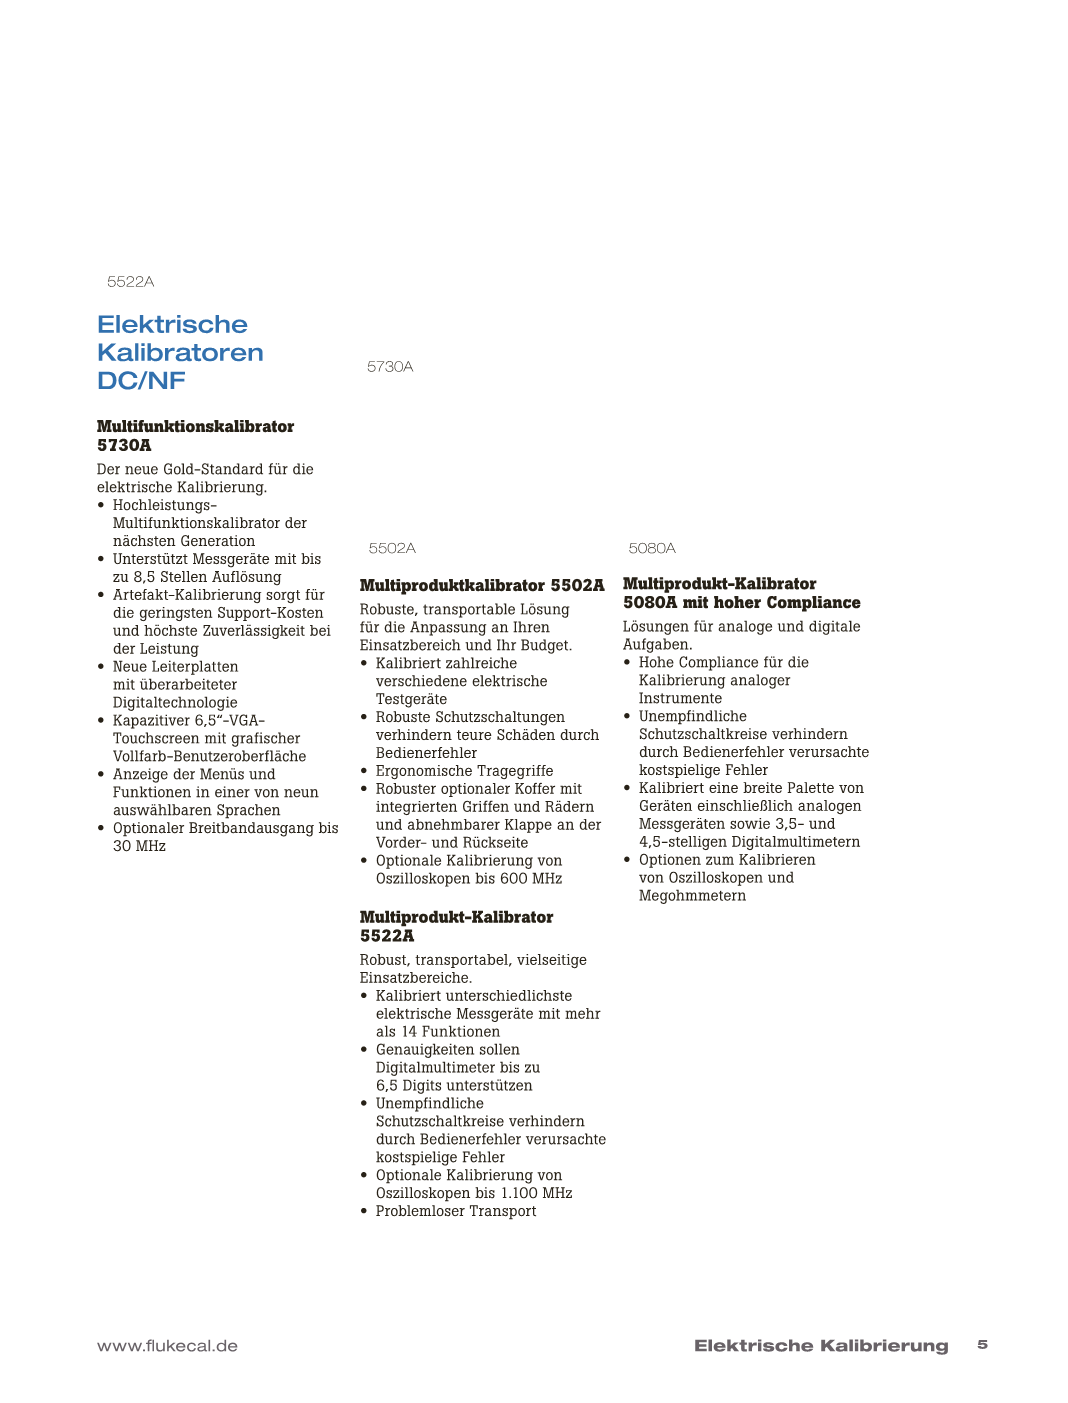 5522A
Elektrische
Kalibratoren
DC/NF
5730A
Multifunktionskalibrator
5730A
Der neue Gold-Standard für die
elektrische Kalibrierung.
• Hochleistungs-
Multifunktionskalibrator der
nächsten Generation
• Unterstützt Messgeräte mit bis
zu 8,5 Stellen Auflösung
• Artefakt-Kalibrierung sorgt für
die geringsten Support-Kosten
und höchste Zuverlässigkeit bei
der Leistung
• Neue Leiterplatten
mit überarbeiteter
Digitaltechnologie
• Kapazitiver 6,5“-VGA-
Touchscreen mit grafischer
Vollfarb-Benutzeroberfläche
• Anzeige der Menüs und
Funktionen in einer von neun
auswählbaren Sprachen
• Optionaler Breitbandausgang bis
30 MHz
5502A
Multiproduktkalibrator 5502A
Robuste, transportable Lösung
für die Anpassung an Ihren
Einsatzbereich und Ihr Budget.
• Kalibriert zahlreiche
verschiedene elektrische
Testgeräte
• Robuste Schutzschaltungen
verhindern teure Schäden durch
Bedienerfehler
• Ergonomische Tragegriffe
• Robuster optionaler Koffer mit
integrierten Griffen und Rädern
und abnehmbarer Klappe an der
Vorder- und Rückseite
• Optionale Kalibrierung von
Oszilloskopen bis 600 MHz
Multiprodukt-Kalibrator
5522A
Robust, transportabel, vielseitige
Einsatzbereiche.
• Kalibriert unterschiedlichste
elektrische Messgeräte mit mehr
als 14 Funktionen
• Genauigkeiten sollen
Digitalmultimeter bis zu
6,5 Digits unterstützen
• Unempfindliche
Schutzschaltkreise verhindern
durch Bedienerfehler verursachte
kostspielige Fehler
• Optionale Kalibrierung von
Oszilloskopen bis 1.100 MHz
• Problemloser Transport
5080A
Multiprodukt-Kalibrator
5080A mit hoher Compliance
Lösungen für analoge und digitale
Aufgaben.
• Hohe Compliance für die
Kalibrierung analoger
Instrumente
• Unempfindliche
Schutzschaltkreise verhindern
durch Bedienerfehler verursachte
kostspielige Fehler
• Kalibriert eine breite Palette von
Geräten einschließlich analogen
Messgeräten sowie 3,5- und
4,5-stelligen Digitalmultimetern
• Optionen zum Kalibrieren
von Oszilloskopen und
Megohmmetern
www.flukecal.de
Elektrische Kalibrierung 5